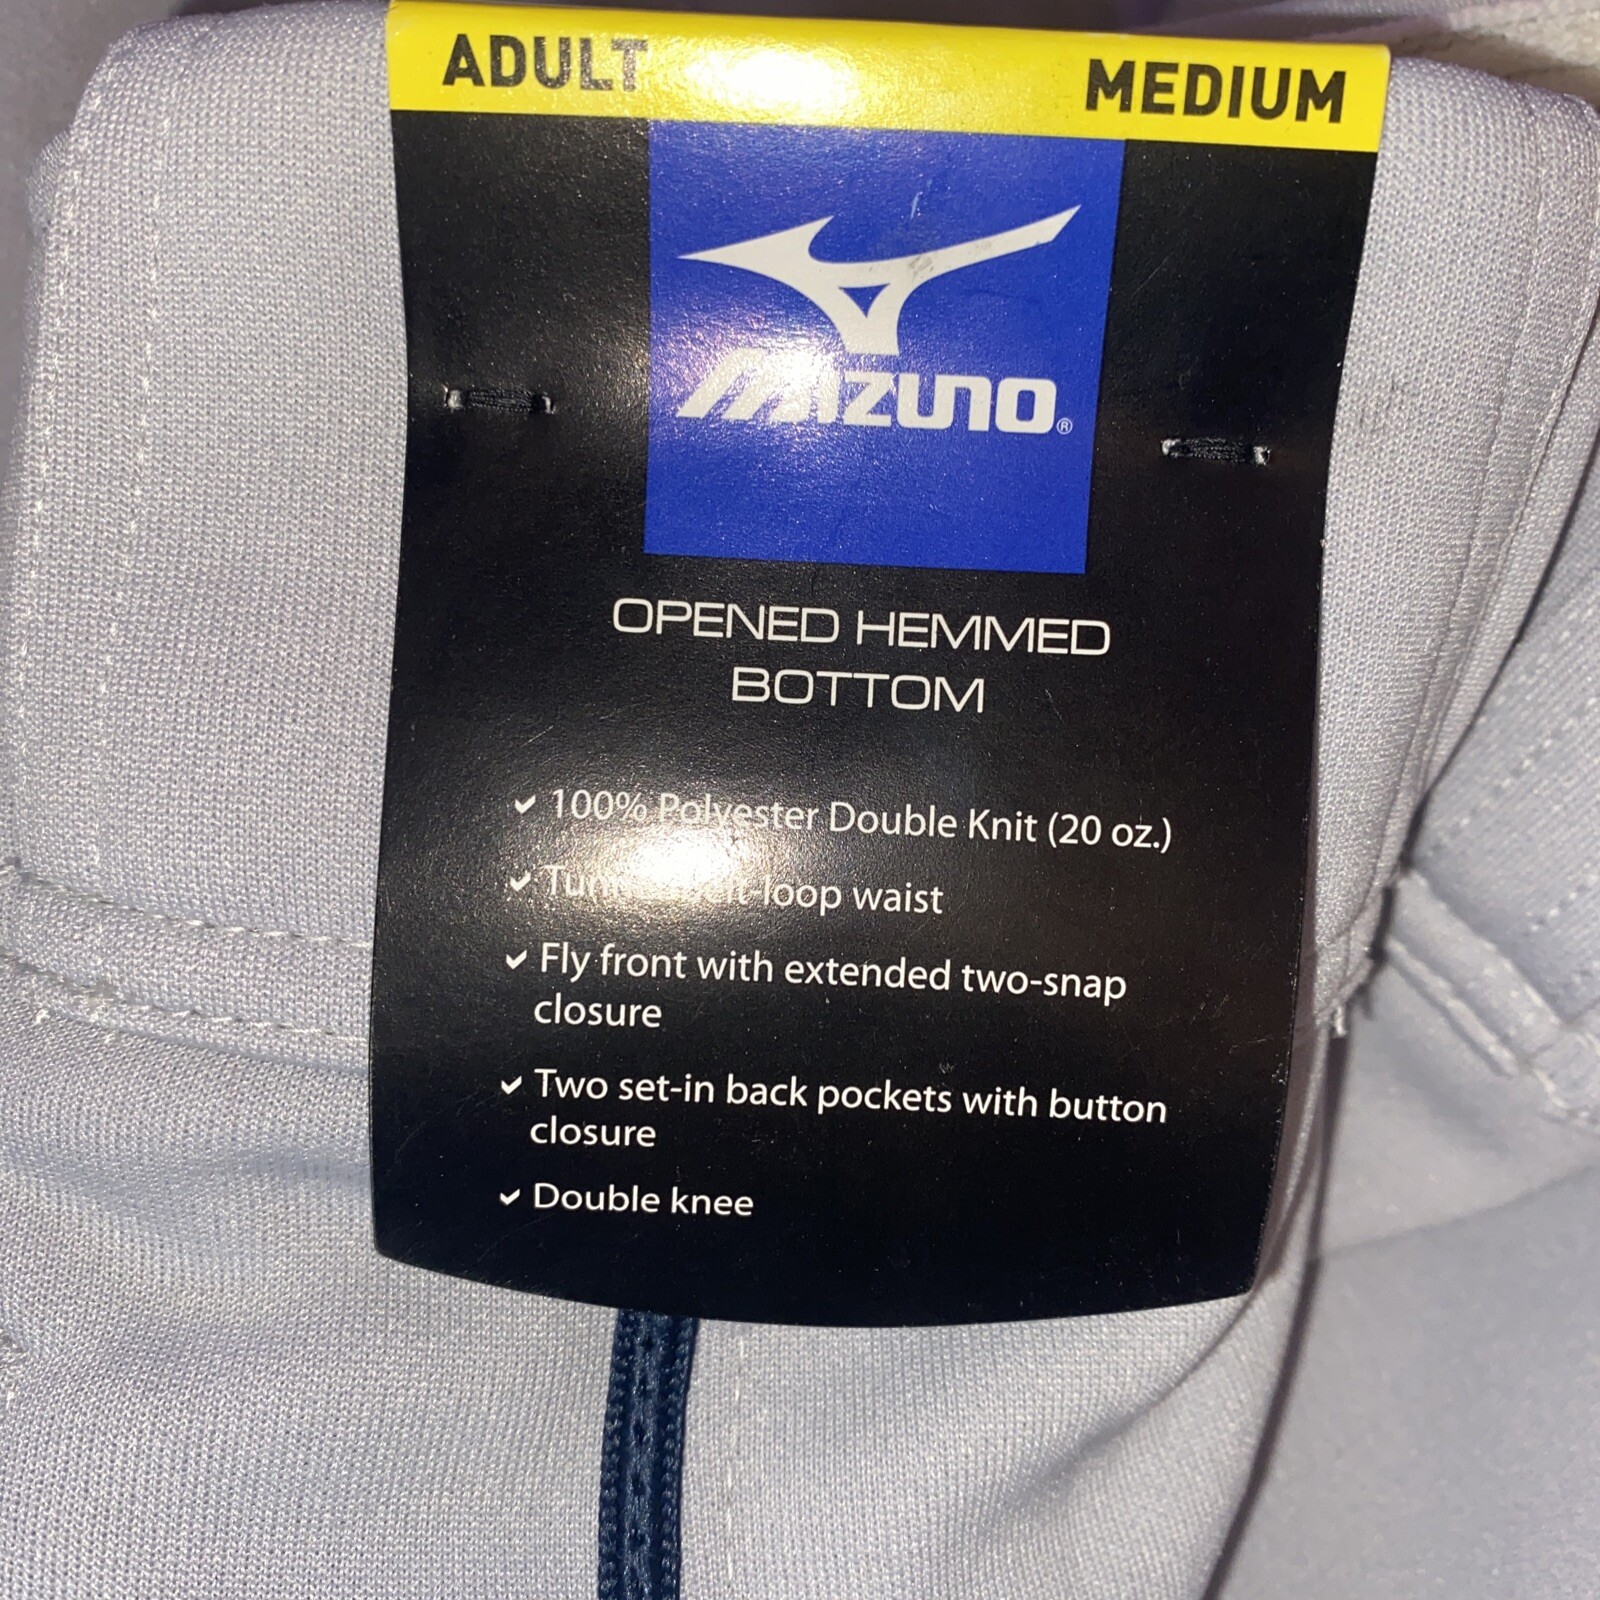 ADULT MEDIUM
MIZUNO®
OPENED HEMMED
BOTTOM
✔ 100% Polyester Double Knit (20 oz.)
✔ loop waist
✔ Fly front with extended two-snap
closure
✔ Two set-in back pockets with button
closure
✔ Double knee